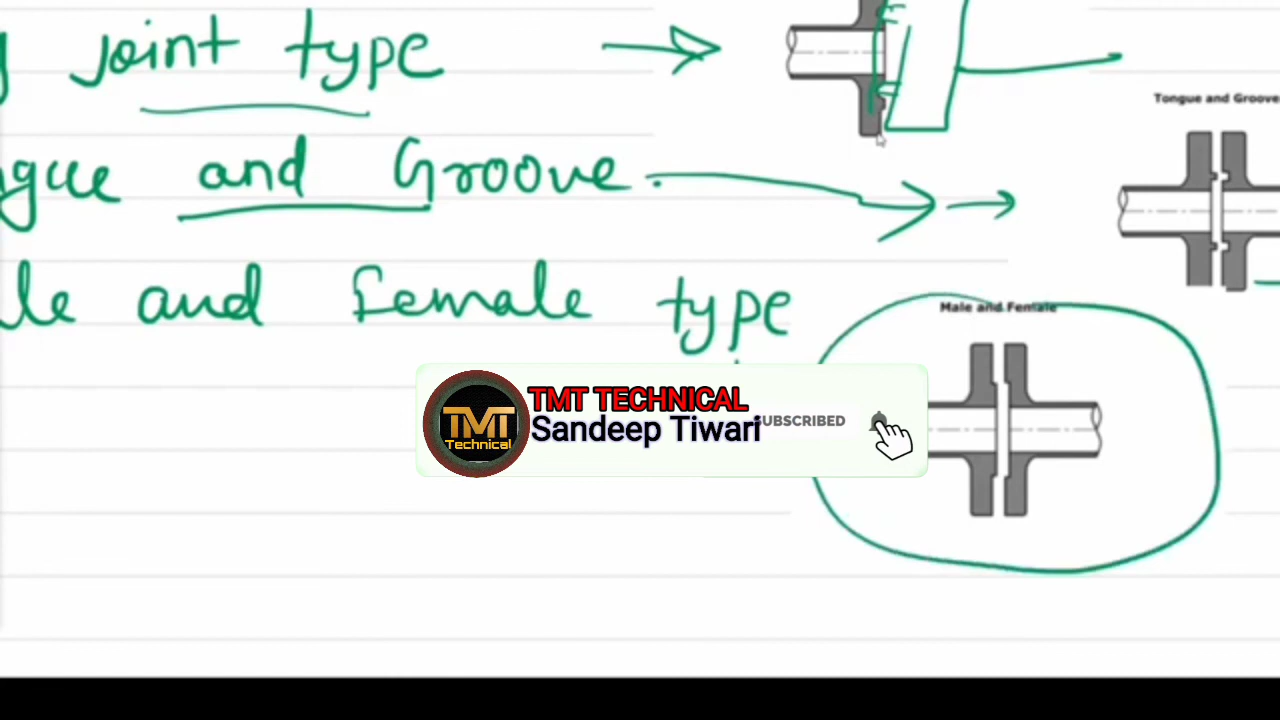 joint type
Tongue and Groove
and Groove
Male and Female
and female type
TMT TECHNICAL
SUBSCRIBED
Sandeep Tiwari
TMT
Technical